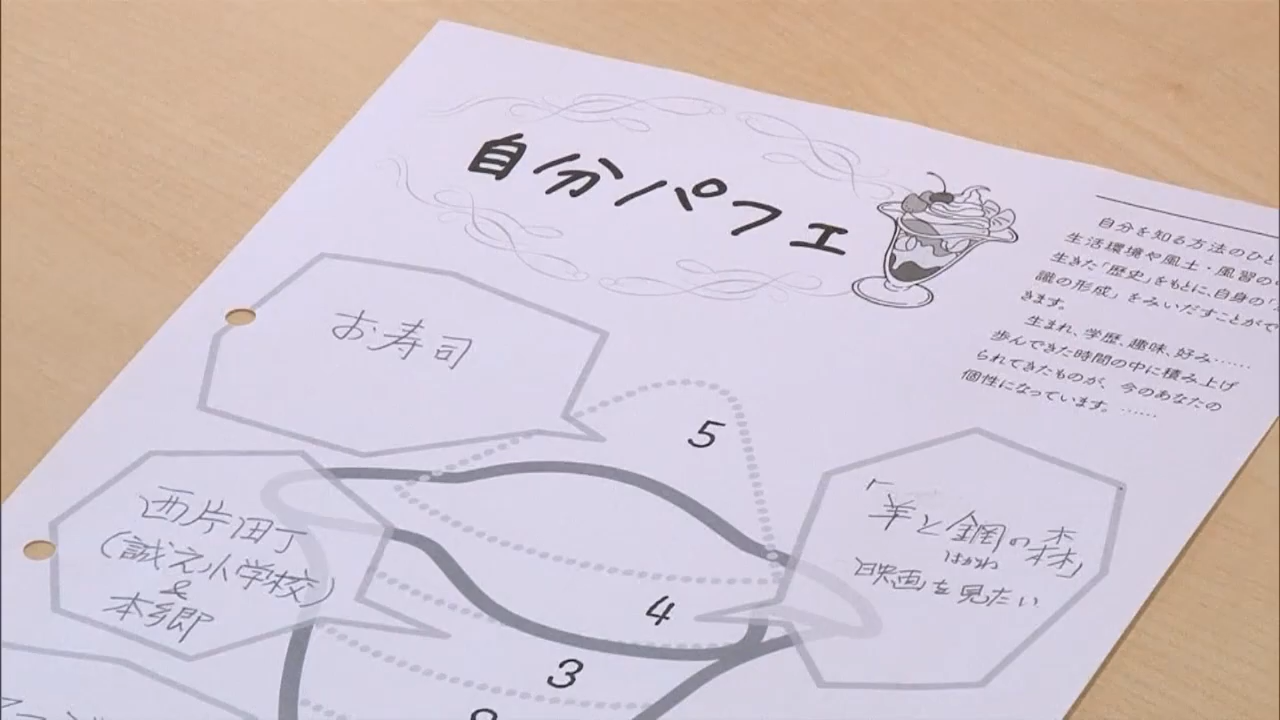 自分パフェ
自分を知る方法のひと
生活環境や風土・風習の
生きた「歴史」をもとに、自身の「
識の形成」をみいだすことがで
きます。
生まれ、学歴、趣味、好み……
歩んできた時間の中に積み上げ
られてきたものが、今のあなたの
個性になっています。……
お寿司
5
西片町
(誠之小学校)
&
本郷
「羊と鋼の森」
はがね
映画を見たい
4
3